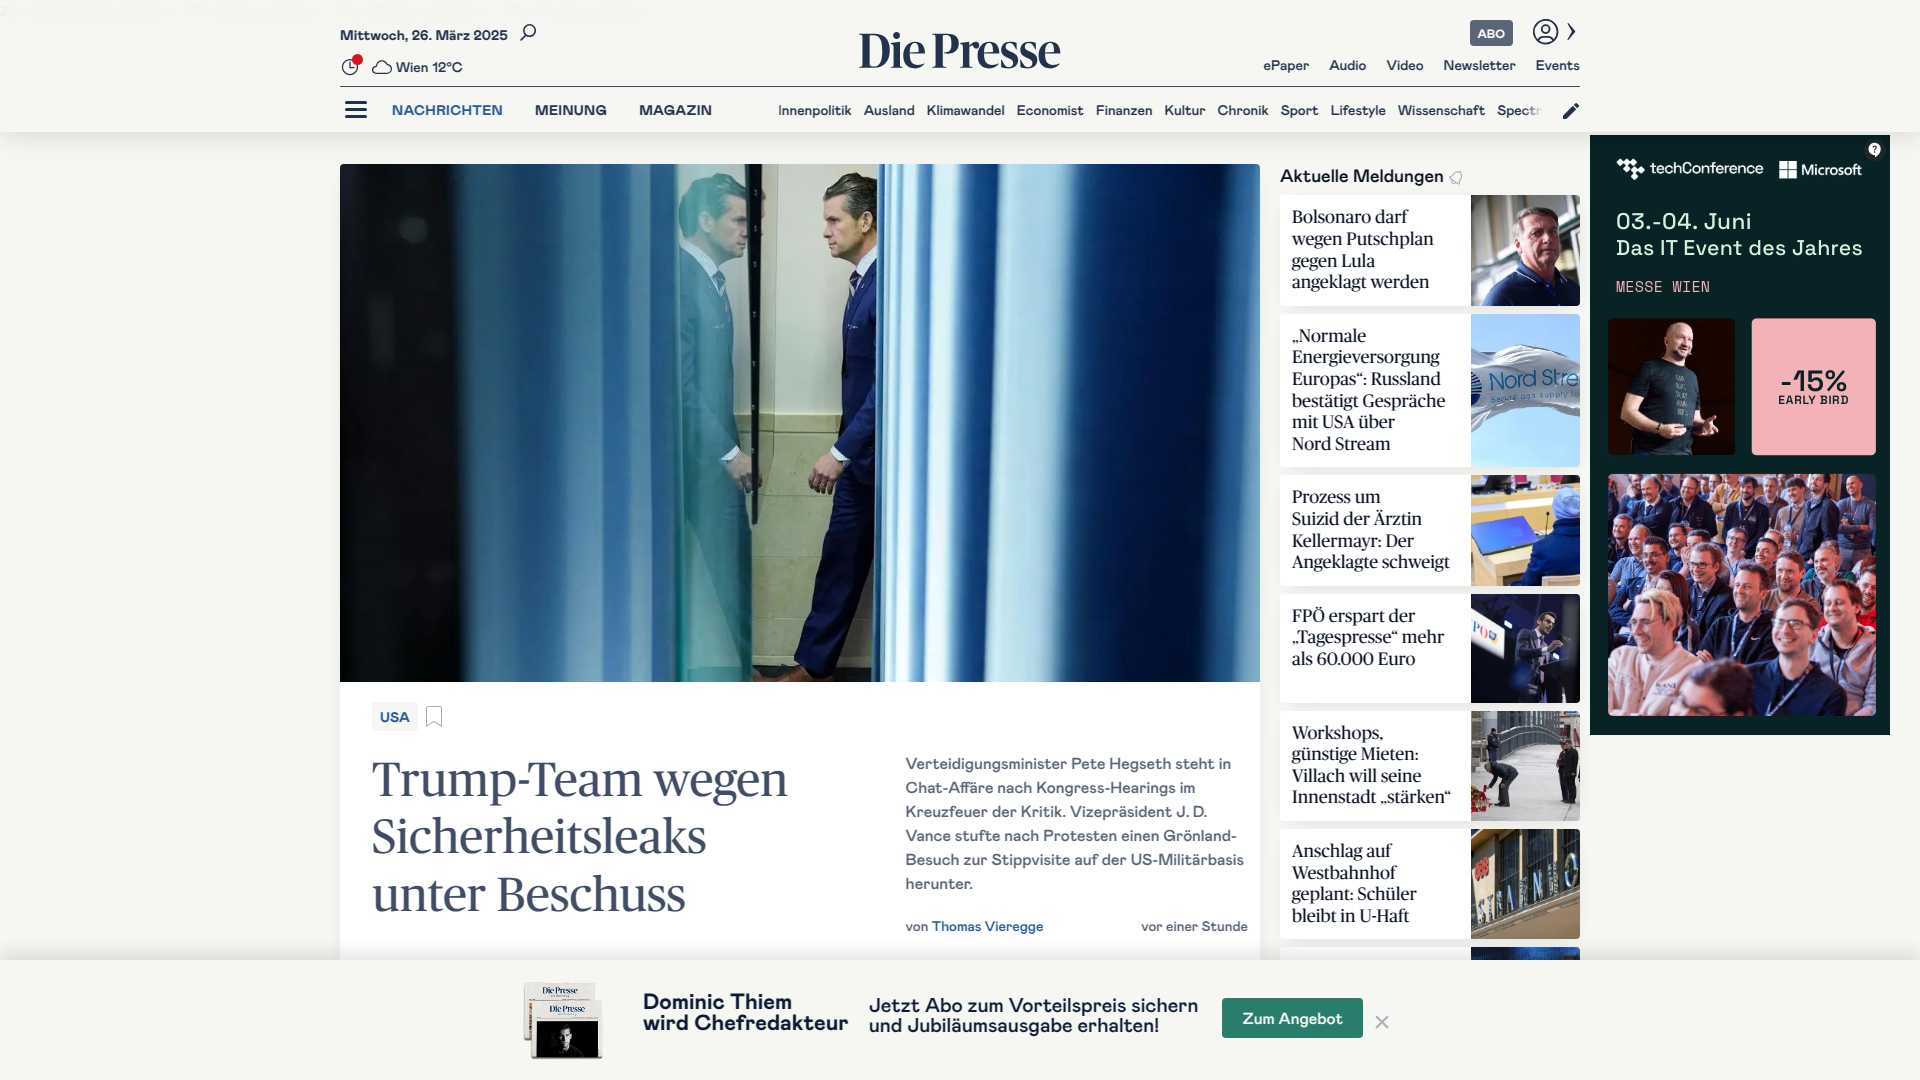 Mittwoch, 26. März 2025
Die Presse
ABO
Wien 12°C
ePaper Audio Video Newsletter Events
NACHRICHTEN MEINUNG MAGAZIN
Innenpolitik Ausland Klimawandel Economist Finanzen Kultur Chronik Sport Lifestyle Wissenschaft Spectr
USA
Trump-Team wegen
Sicherheitsleaks
unter Beschuss
Verteidigungsminister Pete Hegseth steht in
Chat-Affäre nach Kongress-Hearings im
Kreuzfeuer der Kritik. Vizepräsident J. D.
Vance stufte nach Protesten einen Grönland-
Besuch zur Stippvisite auf der US-Militärbasis
herunter.
von Thomas Vieregge
vor einer Stunde
Aktuelle Meldungen
Bolsonaro darf
wegen Putschplan
gegen Lula
angeklagt werden
„Normale
Energieversorgung
Europas“: Russland
bestätigt Gespräche
mit USA über
Nord Stream
Nord Stre
Prozess um
Suizid der Ärztin
Kellermayr: Der
Angeklagte schweigt
FPÖ erspart der
„Tagespresse“ mehr
als 60.000 Euro
Workshops,
günstige Mieten:
Villach will seine
Innenstadt „stärken“
Anschlag auf
Westbahnhof
geplant: Schüler
bleibt in U-Haft
techConference Microsoft
03.-04. Juni
Das IT Event des Jahres
MESSE WIEN
-15%
EARLY BIRD
Die Presse
Die Presse
Dominic Thiem
wird Chefredakteur
Jetzt Abo zum Vorteilspreis sichern
und Jubiläumsausgabe erhalten!
Zum Angebot